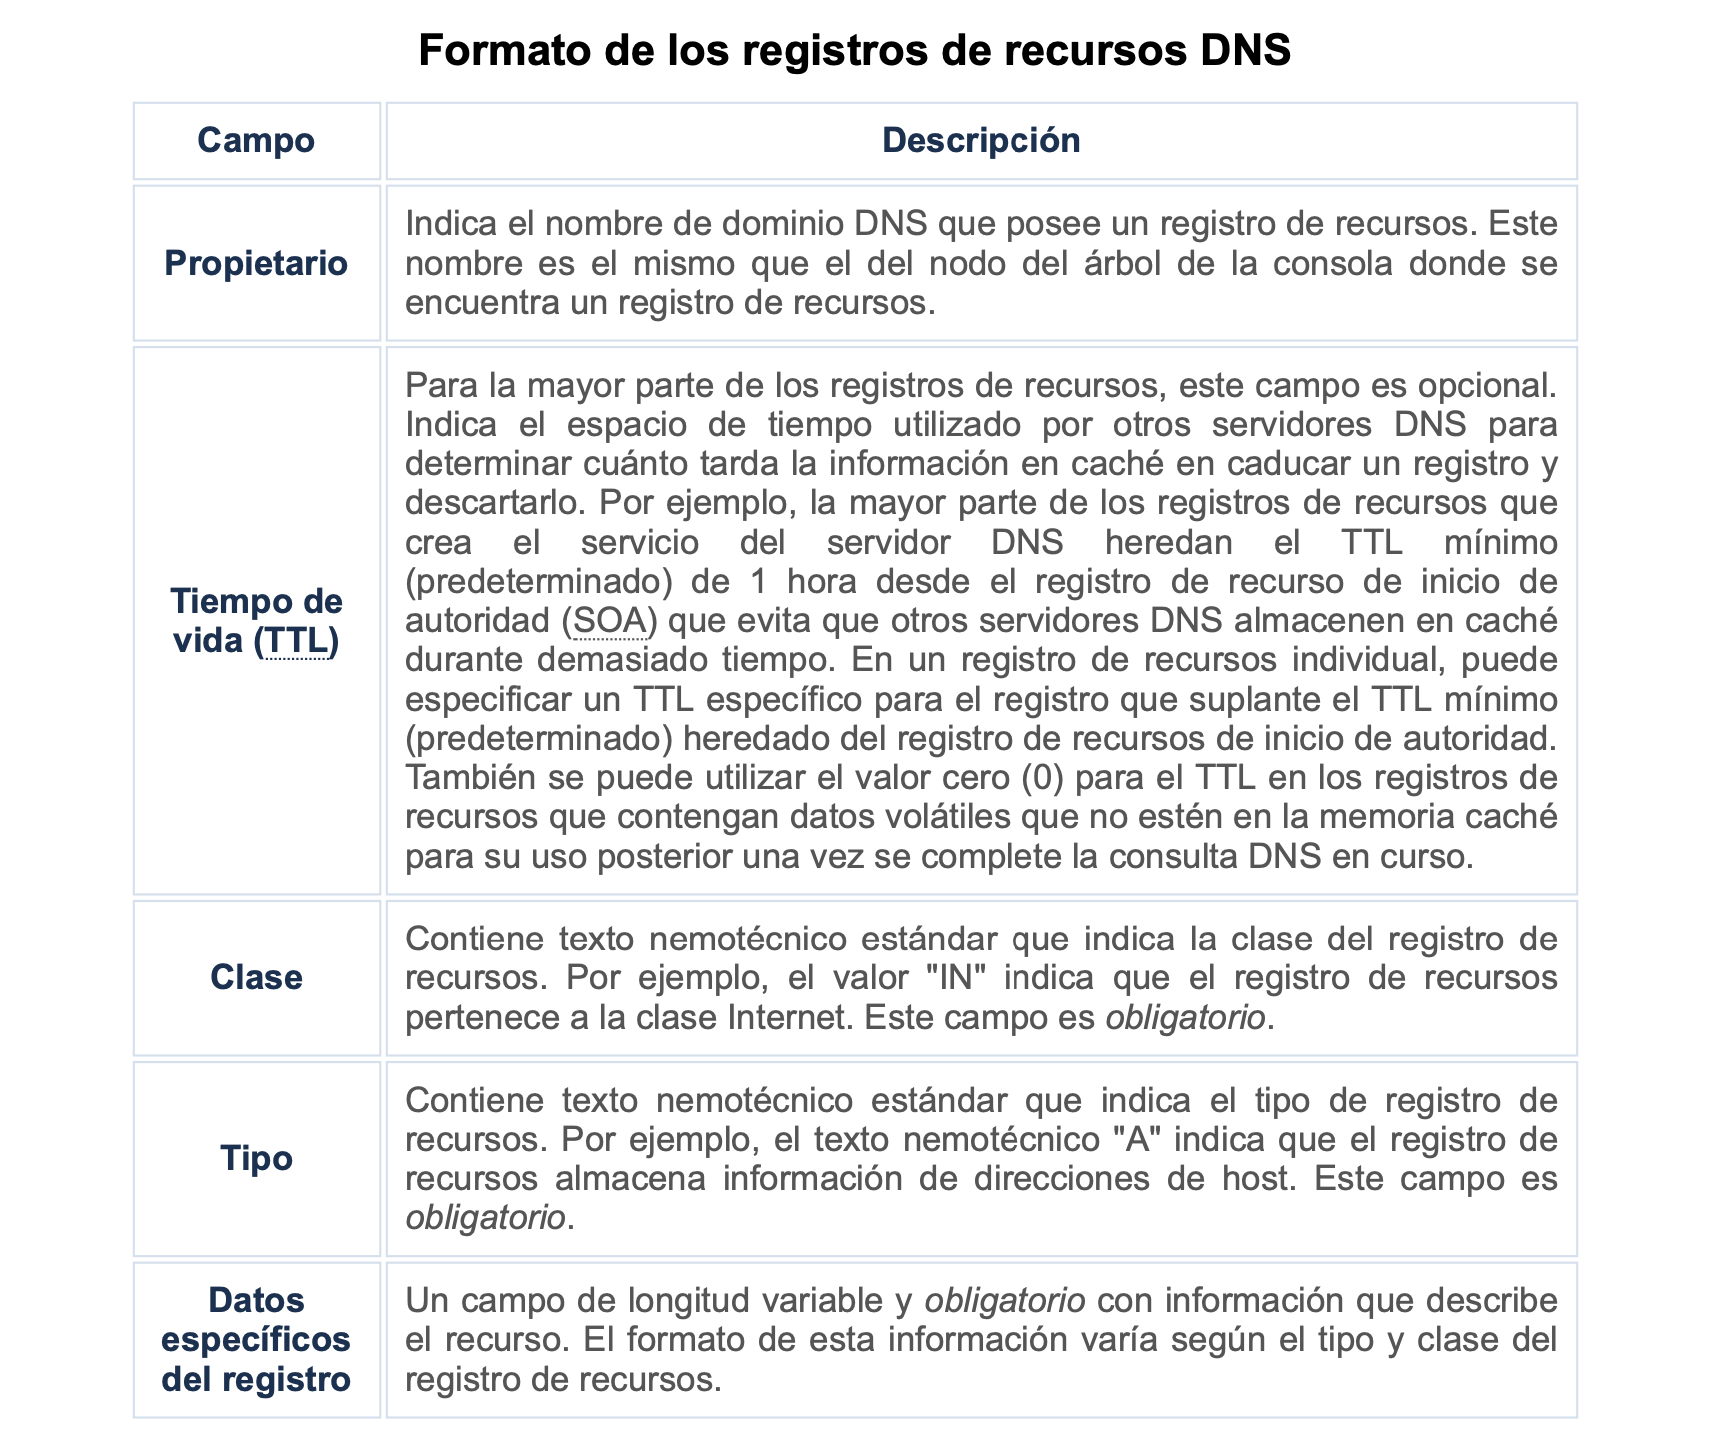 Formato de los registros de recursos DNS
Campo
Descripción
Propietario
Indica el nombre de dominio DNS que posee un registro de recursos. Este
nombre es el mismo que el del nodo del árbol de la consola donde se
encuentra un registro de recursos.
Tiempo de
vida (TTL)
Para la mayor parte de los registros de recursos, este campo es opcional.
Indica el espacio de tiempo utilizado por otros servidores DNS para
determinar cuánto tarda la información en caché en caducar un registro y
descartarlo. Por ejemplo, la mayor parte de los registros de recursos que
crea el servicio del servidor DNS heredan el TTL mínimo
(predeterminado) de 1 hora desde el registro de recurso de inicio de
autoridad (SOA) que evita que otros servidores DNS almacenen en caché
durante demasiado tiempo. En un registro de recursos individual, puede
especificar un TTL específico para el registro que suplante el TTL mínimo
(predeterminado) heredado del registro de recursos de inicio de autoridad.
También se puede utilizar el valor cero (0) para el TTL en los registros de
recursos que contengan datos volátiles que no estén en la memoria caché
para su uso posterior una vez se complete la consulta DNS en curso.
Clase
Contiene texto nemotécnico estándar que indica la clase del registro de
recursos. Por ejemplo, el valor "IN" indica que el registro de recursos
pertenece a la clase Internet. Este campo es obligatorio.
Tipo
Contiene texto nemotécnico estándar que indica el tipo de registro de
recursos. Por ejemplo, el texto nemotécnico "A" indica que el registro de
recursos almacena información de direcciones de host. Este campo es
obligatorio.
Datos
específicos
del registro
Un campo de longitud variable y obligatorio con información que describe
el recurso. El formato de esta información varía según el tipo y clase del
registro de recursos.